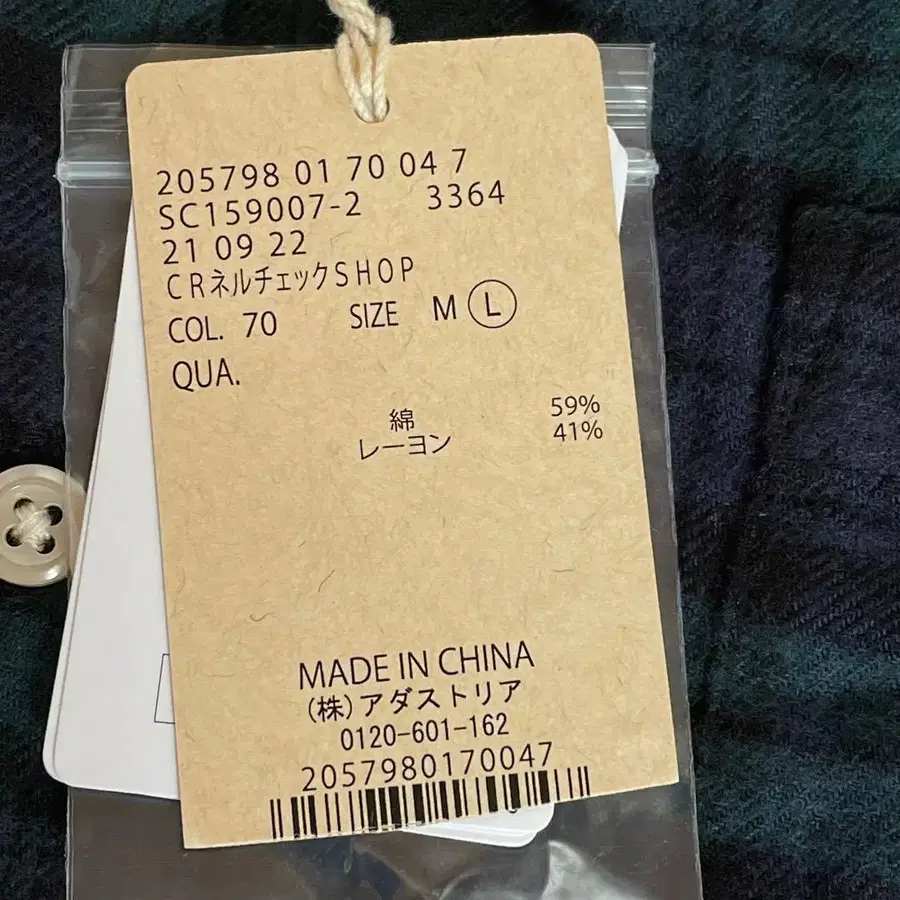 205798 01 70 04 7
SC159007-2 3364
21 09 22
CRネルチェックSHOP
COL. 70 SIZE M L
QUA.
綿 59%
レーヨン 41%
MADE IN CHINA
(株)アダストリア
0120-601-162
2057980170047